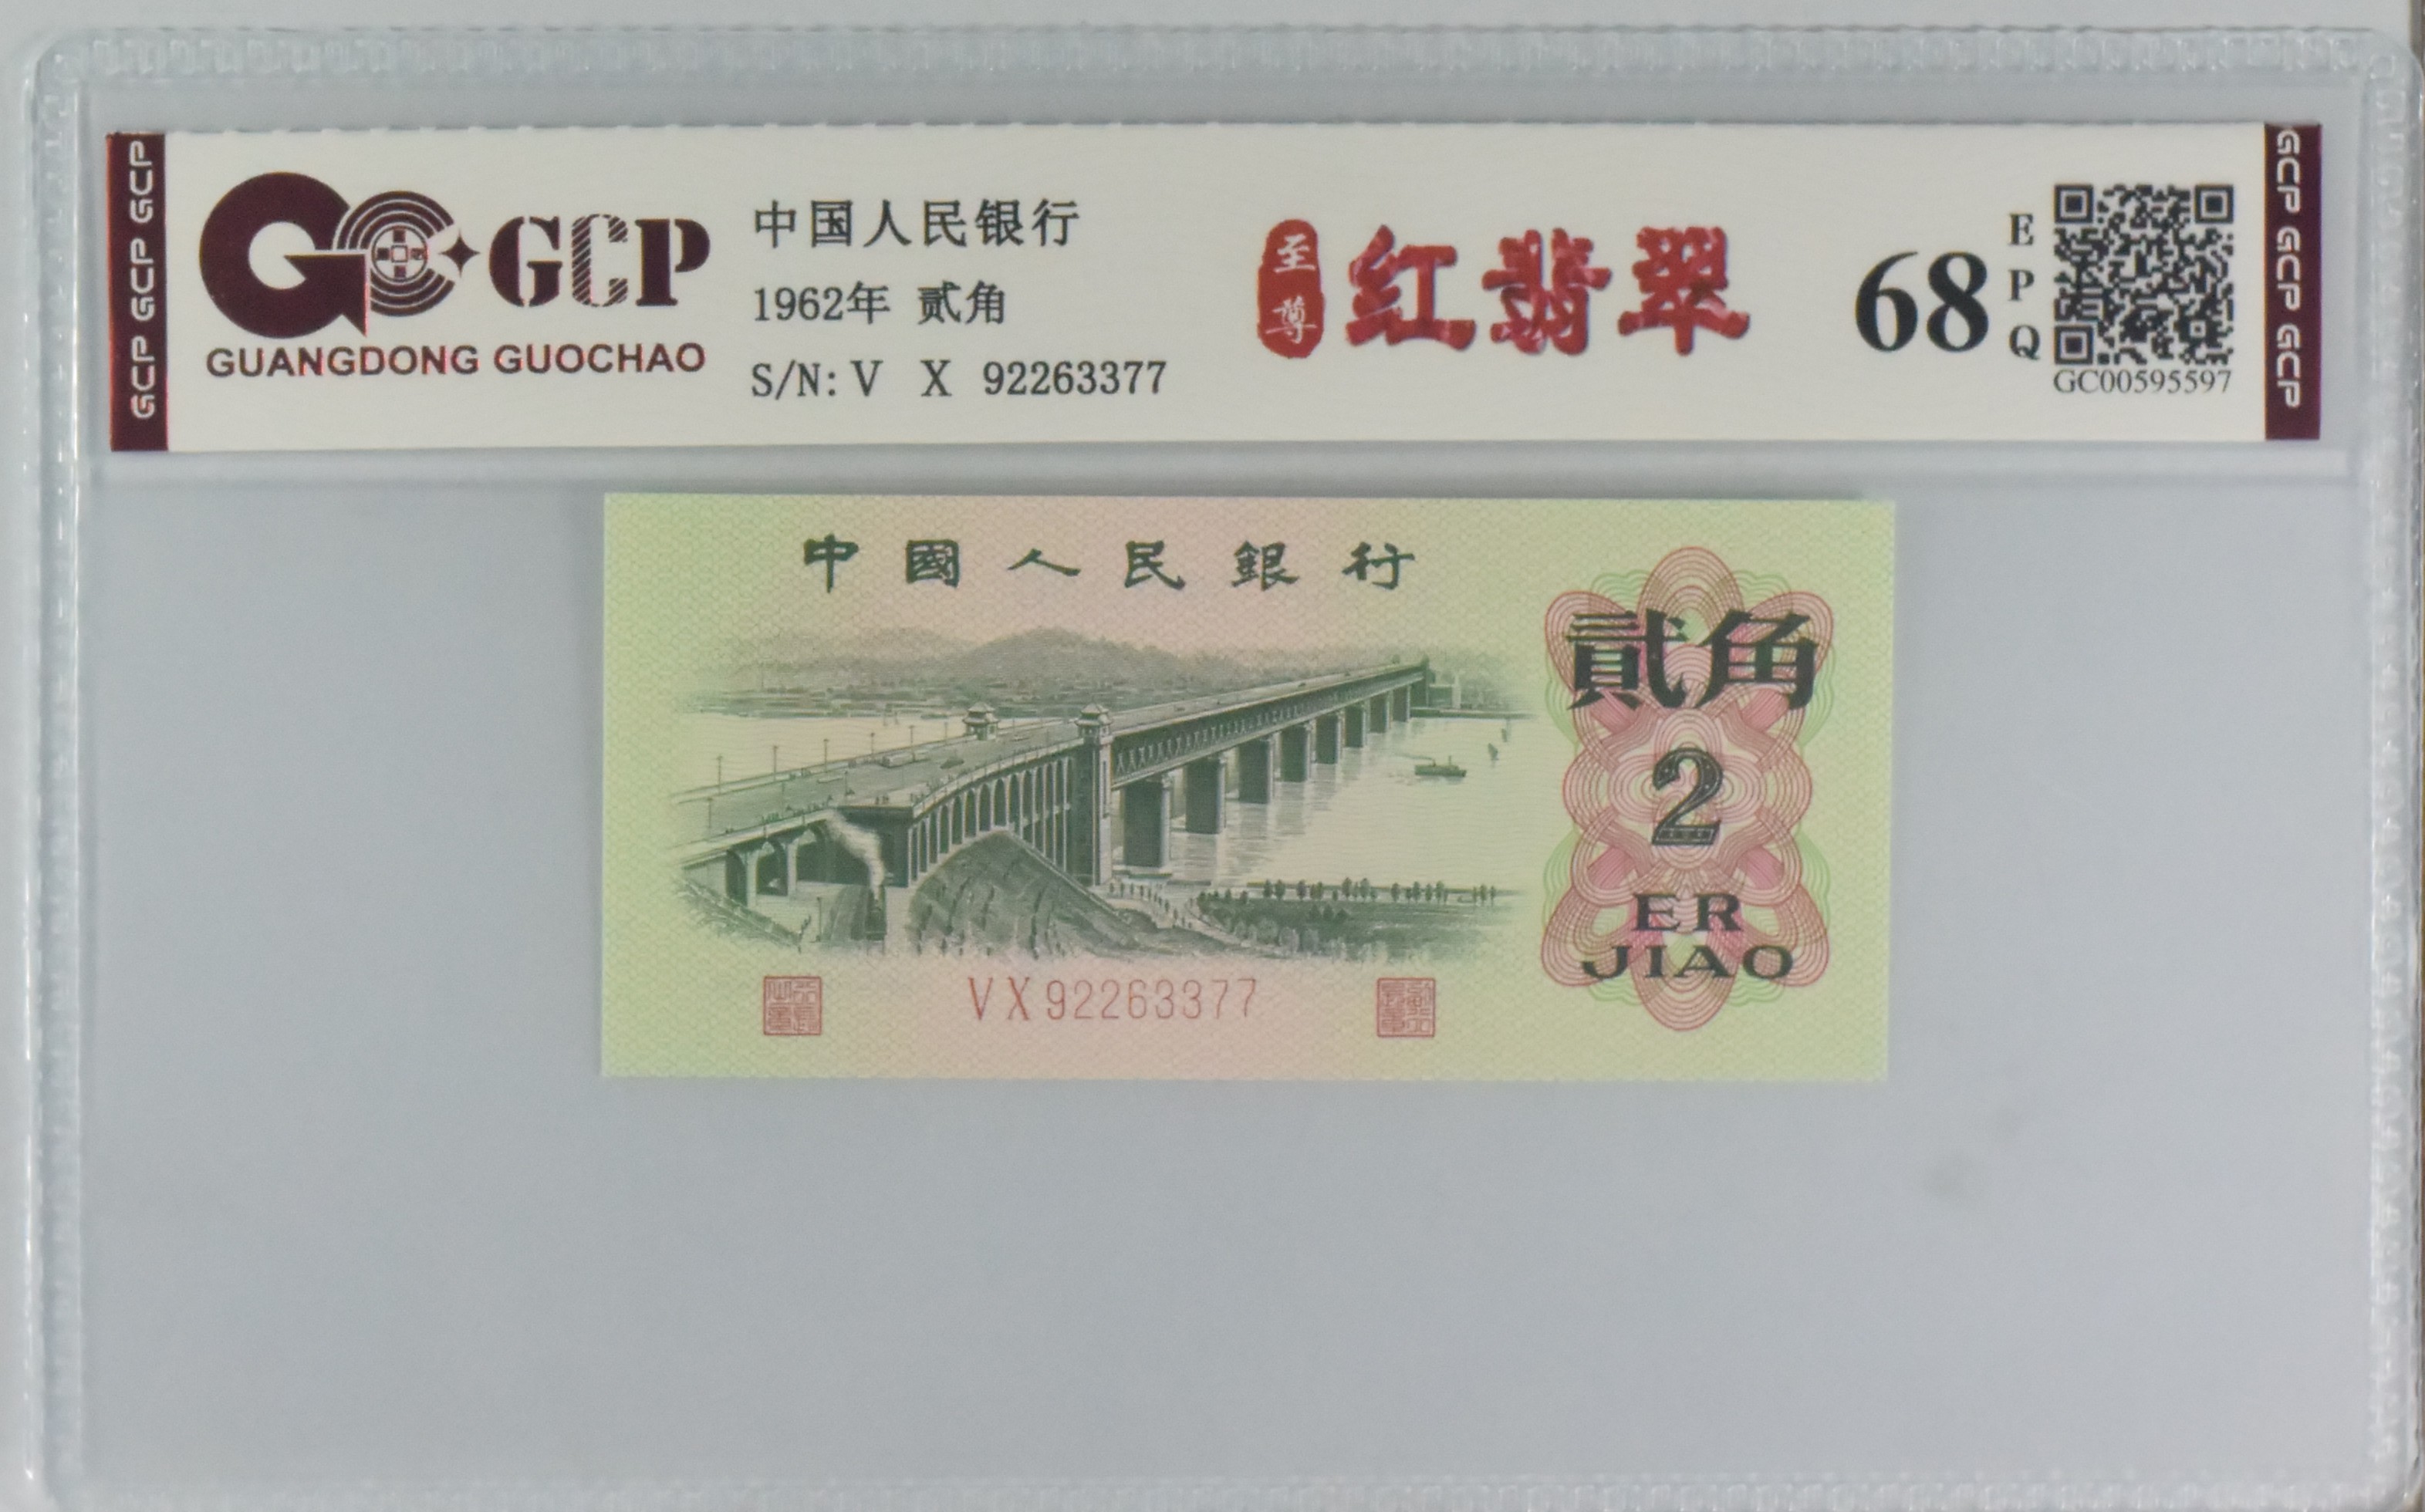 GCP GCP GCP
GCP
GUANGDONG GUOCHAO
中国人民银行
1962年 贰角
S/N: V X 92263377
至尊
红翡翠
68
EPQ
GC00595597
GCP GCP GCP
中國人民銀行
貳角
2
ER
JIAO
VX92263377